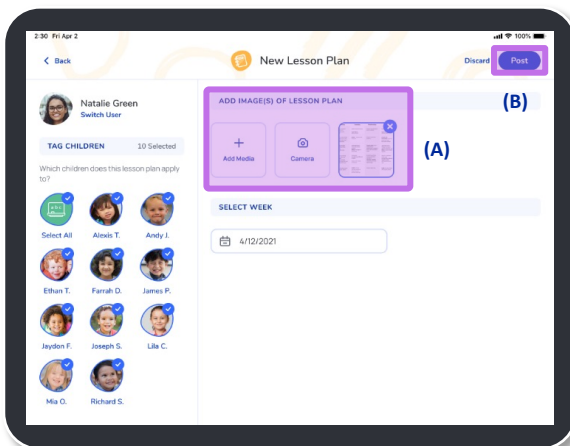 2:30 Fri Apr 2
100%
Back
New Lesson Plan
Discard
Post
(B)
Natalie Green
Switch User
ADD IMAGE(S) OF LESSON PLAN
Add Media
Camera
(A)
TAG CHILDREN
10 Selected
Which children does this lesson plan apply
to?
Select All
Alexis T.
Andy J.
SELECT WEEK
4/12/2021
Ethan T.
Farrah D.
James P.
Jaydon F.
Joseph S.
Lila C.
Mia O.
Richard S.